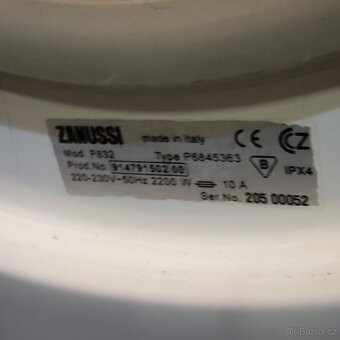 ZANUSSI made in Italy CE CZ
Mod. F832 Type P6845363
Prod.No. 914791502 00 B IPX4
220-230V~50Hz 2200 W 10 A
Ser.No. 205 00052
Bazos.cz